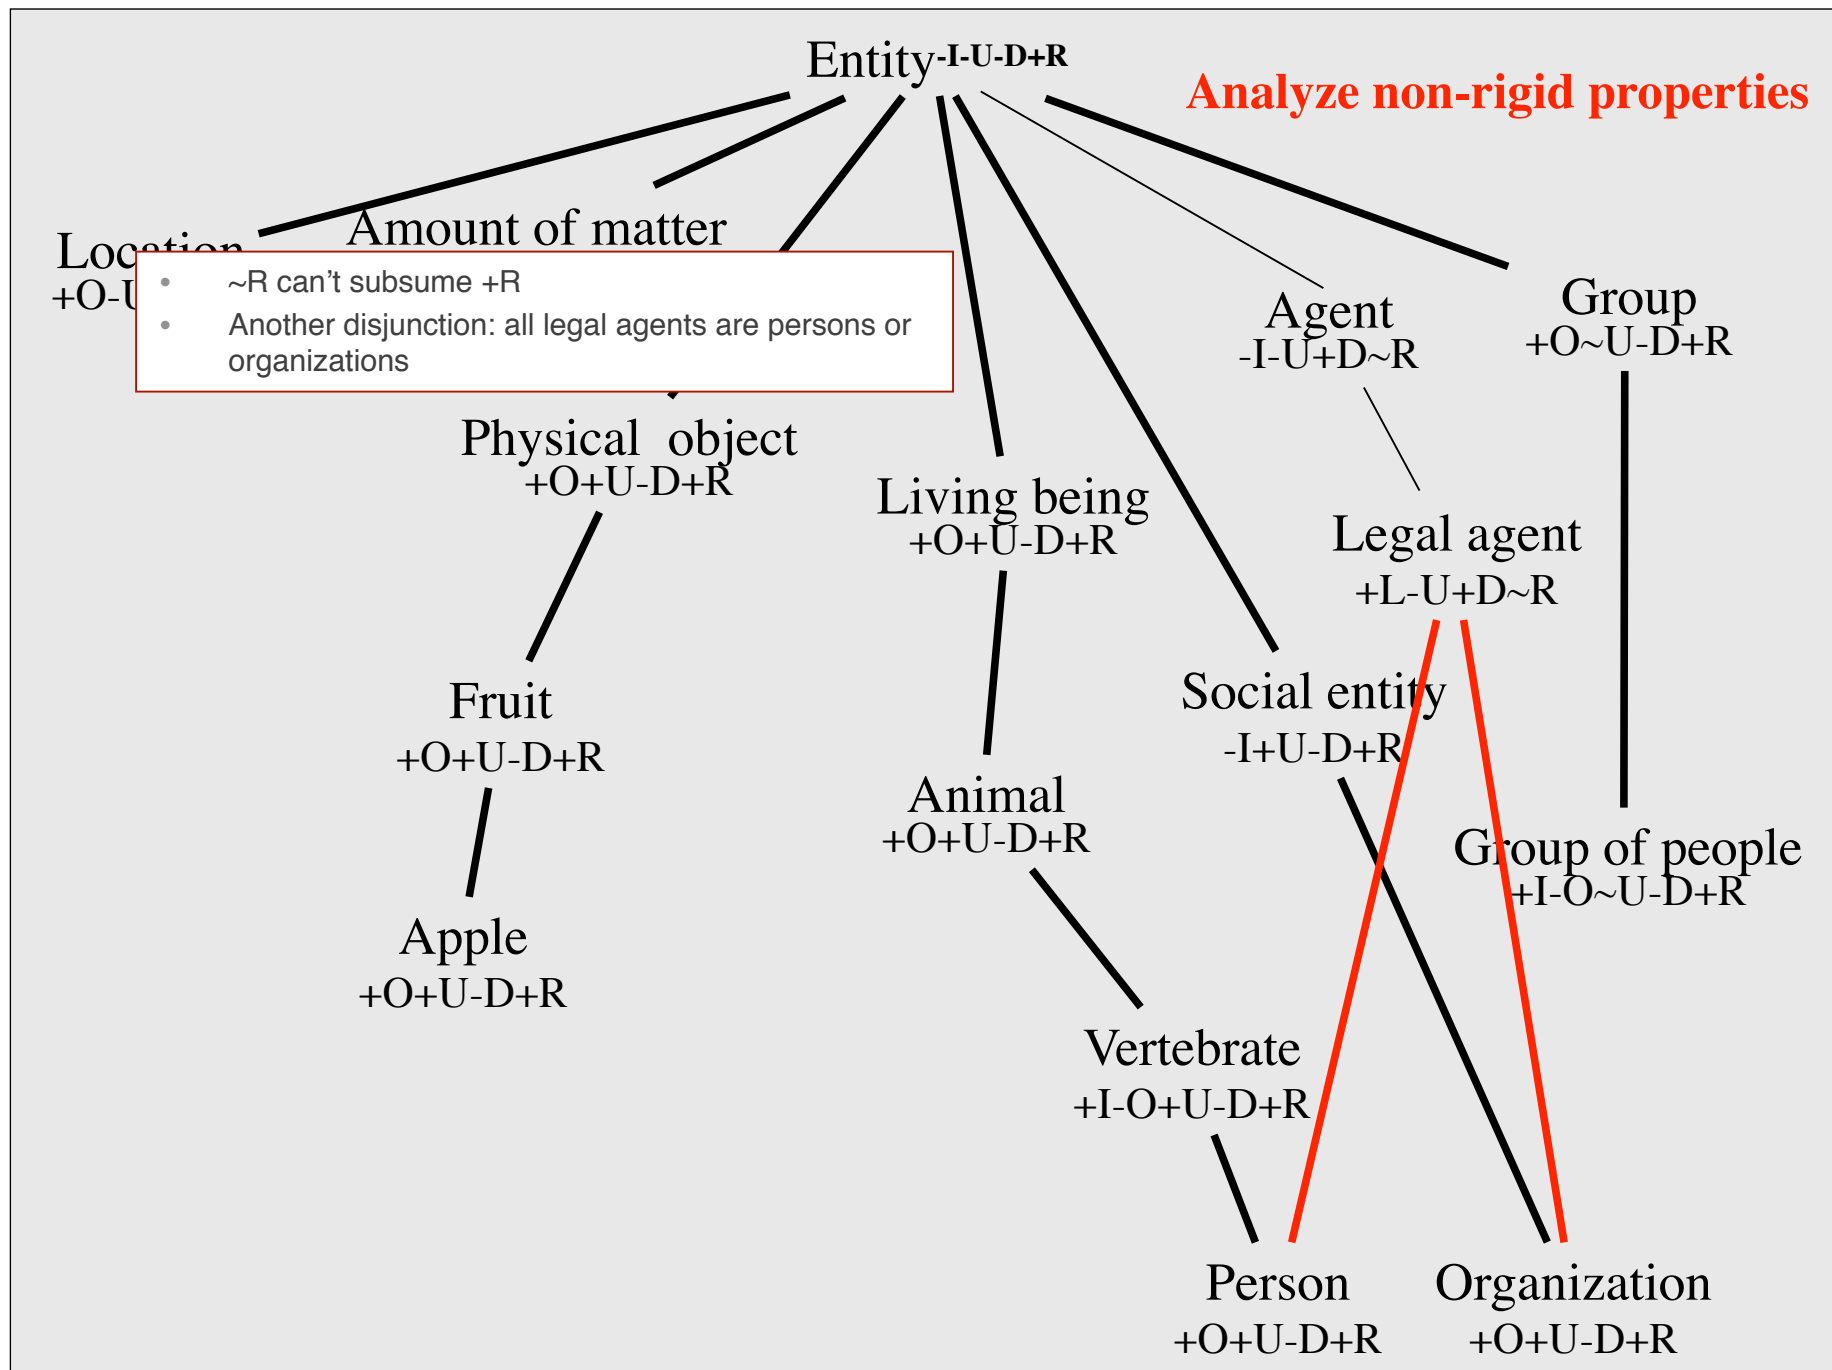 Entity-I-U-D+R
Analyze non-rigid properties
Amount of matter
Location
+O-U
• ~R can't subsume +R
• Another disjunction: all legal agents are persons or
organizations
Agent
-I-U+D~R
Group
+O~U-D+R
Physical object
+O+U-D+R
Living being
+O+U-D+R
Legal agent
+L-U+D~R
Fruit
+O+U-D+R
Social entity
-I+U-D+R
Animal
+O+U-D+R
Group of people
+I-O~U-D+R
Apple
+O+U-D+R
Vertebrate
+I-O+U-D+R
Person
+O+U-D+R
Organization
+O+U-D+R